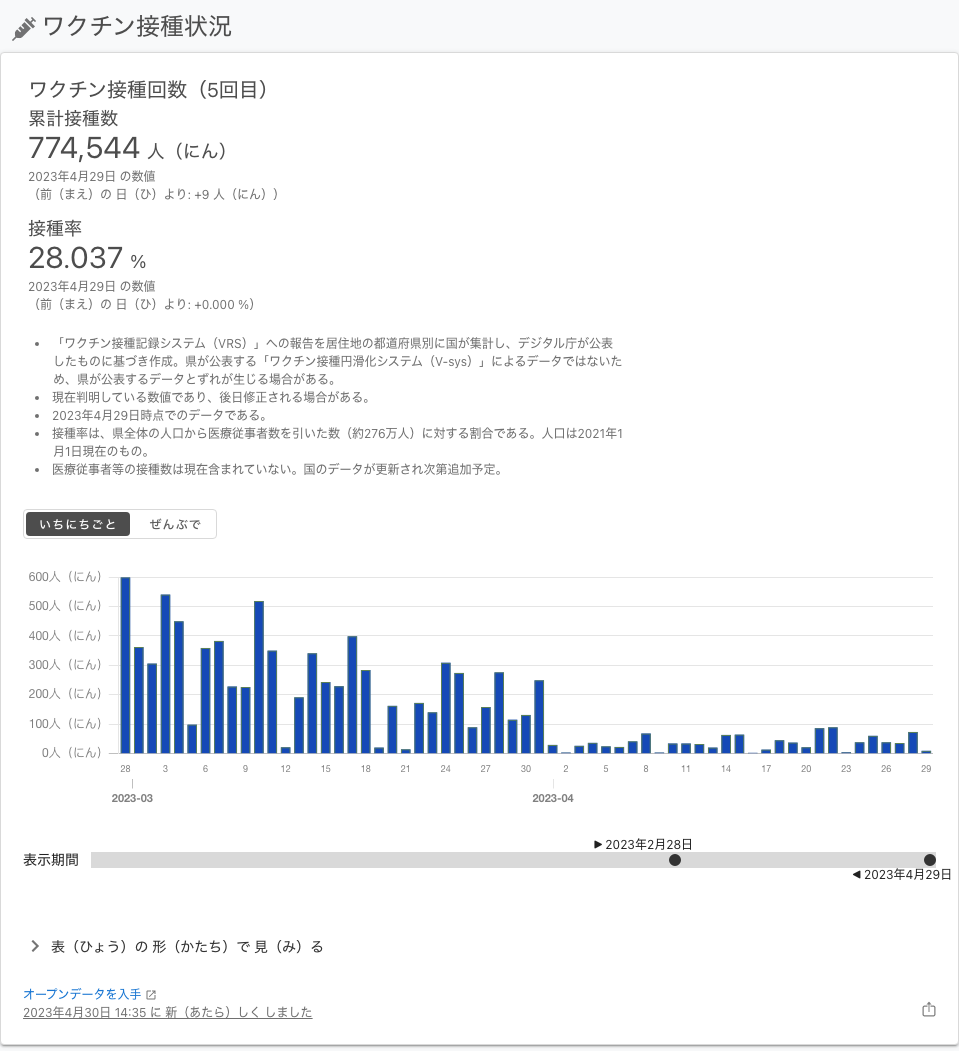 ワクチン接種状況
ワクチン接種回数（5回目）
累計接種数
774,544 人（にん）
2023年4月29日 の数値
（前（まえ）の 日（ひ）より: +9 人（にん））
接種率
28.037 %
2023年4月29日 の数値
（前（まえ）の 日（ひ）より: +0.000 %）
• 「ワクチン接種記録システム（VRS）」への報告を居住地の都道府県別に国が集計し、デジタル庁が公表
したものに基づき作成。県が公表する「ワクチン接種円滑化システム（V-sys）」によるデータではないた
め、県が公表するデータとずれが生じる場合がある。
• 現在判明している数値であり、後日修正される場合がある。
• 2023年4月29日時点でのデータである。
• 接種率は、県全体の人口から医療従事者数を引いた数（約276万人）に対する割合である。人口は2021年1
月1日現在のもの。
• 医療従事者等の接種数は現在含まれていない。国のデータが更新され次第追加予定。
いちにちごと ぜんぶで
600人（にん）
500人（にん）
400人（にん）
300人（にん）
200人（にん）
100人（にん）
0人（にん）
28 3 6 9 12 15 18 21 24 27 30 2 5 8 11 14 17 20 23 26 29
2023-03 2023-04
▶ 2023年2月28日
表示期間
◀ 2023年4月29日
表（ひょう）の 形（かたち）で 見（み）る
オープンデータを入手
2023年4月30日 14:35 に 新（あたら）しく しました